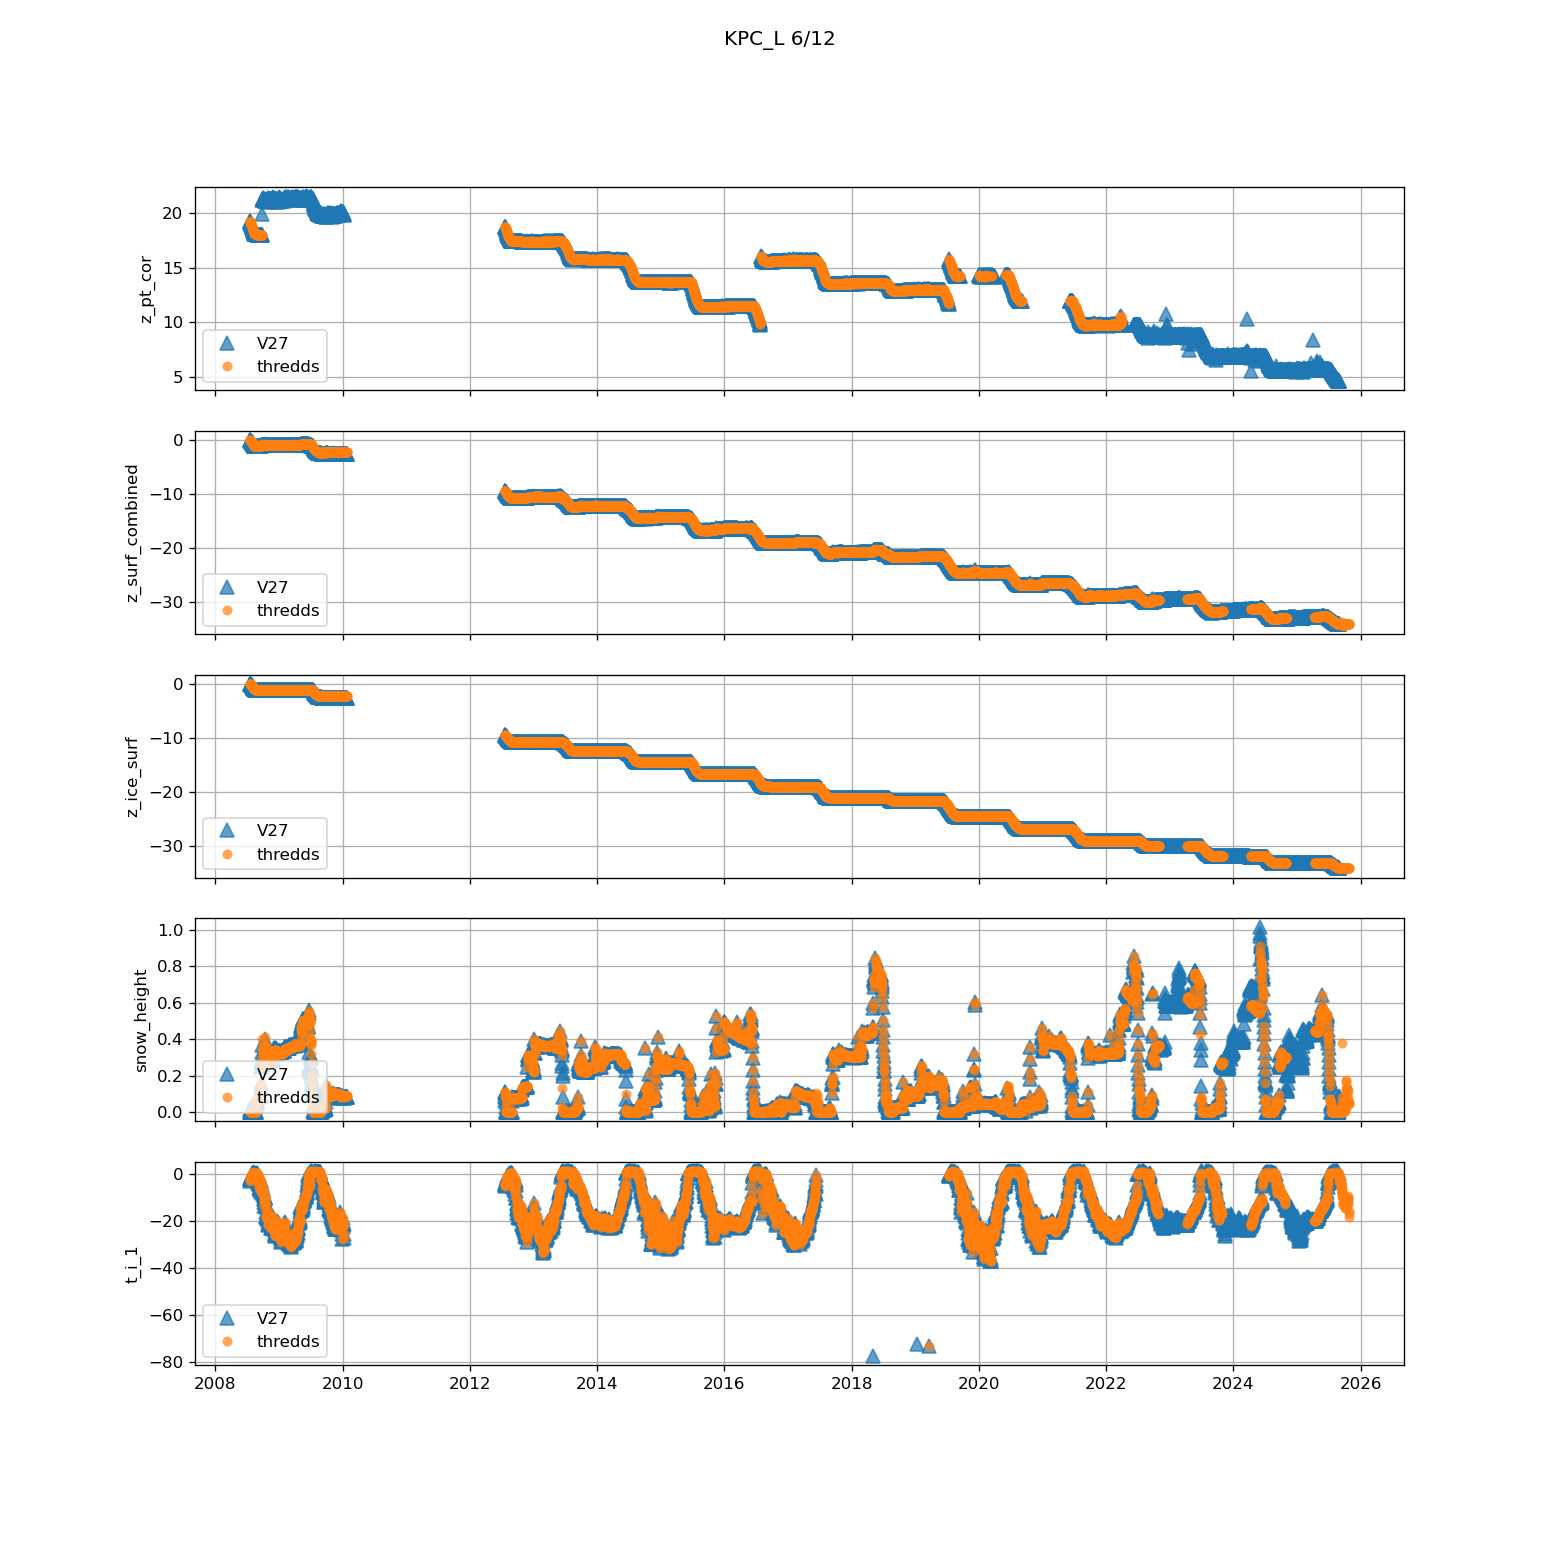 KPC_L 6/12
z_pt_cor
20
15
10
5
V27
thredds
z_surf_combined
0
−10
−20
−30
V27
thredds
z_ice_surf
0
−10
−20
−30
V27
thredds
snow_height
1.0
0.8
0.6
0.4
0.2
0.0
V27
thredds
t_i_1
0
−20
−40
−60
−80
V27
thredds
2008 2010 2012 2014 2016 2018 2020 2022 2024 2026